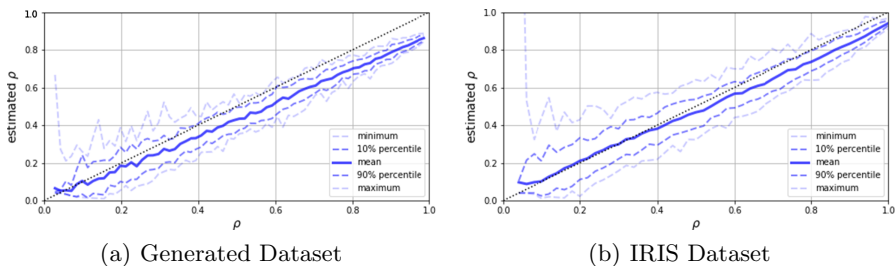 1.0
0.8
0.6
0.4
0.2
0.0
estimated ρ
0.0 0.2 0.4 0.6 0.8 1.0
ρ
minimum
10% percentile
mean
90% percentile
maximum
(a) Generated Dataset
1.0
0.8
0.6
0.4
0.2
0.0
estimated ρ
0.0 0.2 0.4 0.6 0.8 1.0
ρ
minimum
10% percentile
mean
90% percentile
maximum
(b) IRIS Dataset